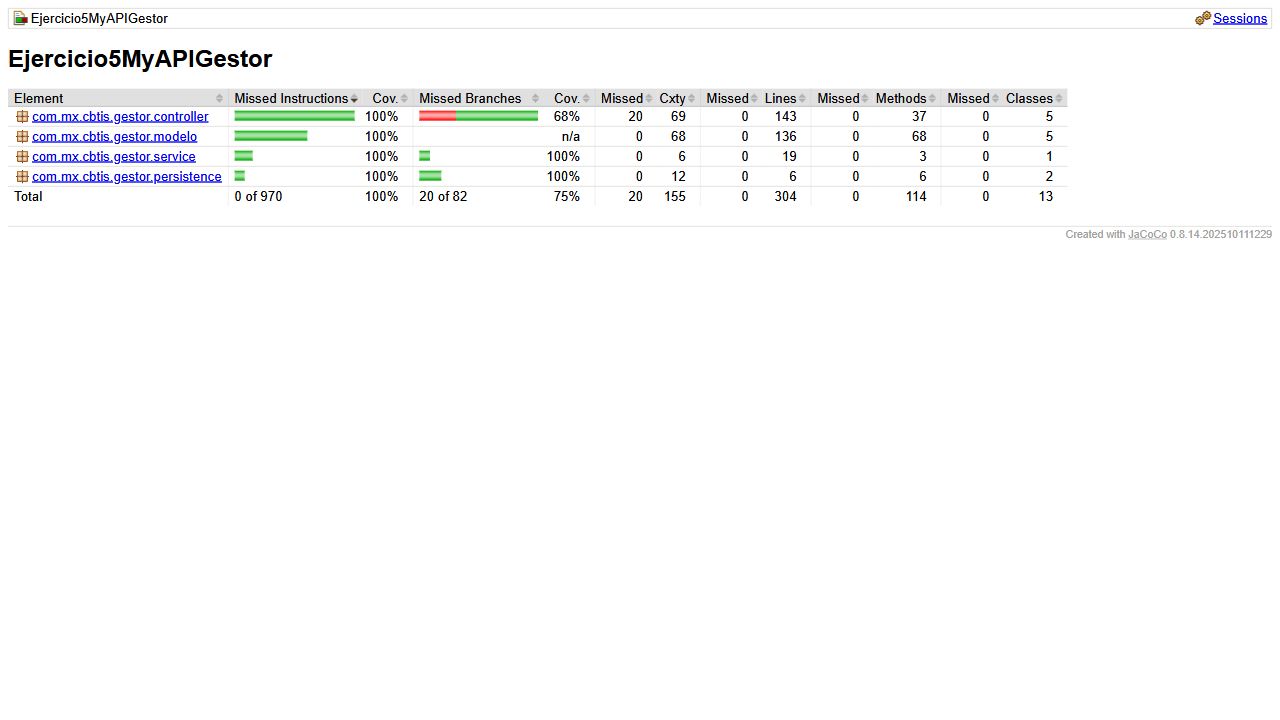 Ejercicio5MyAPIGestor Sessions
Ejercicio5MyAPIGestor
Element Missed Instructions Cov. Missed Branches Cov. Missed Cxty Missed Lines Missed Methods Missed Classes
com.mx.cbtis.gestor.controller 100% 68% 20 69 0 143 0 37 0 5
com.mx.cbtis.gestor.modelo 100% n/a 0 68 0 136 0 68 0 5
com.mx.cbtis.gestor.service 100% 100% 0 6 0 19 0 3 0 1
com.mx.cbtis.gestor.persistence 100% 100% 0 12 0 6 0 6 0 2
Total 0 of 970 100% 20 of 82 75% 20 155 0 304 0 114 0 13
Created with JaCoCo 0.8.14.202510111229